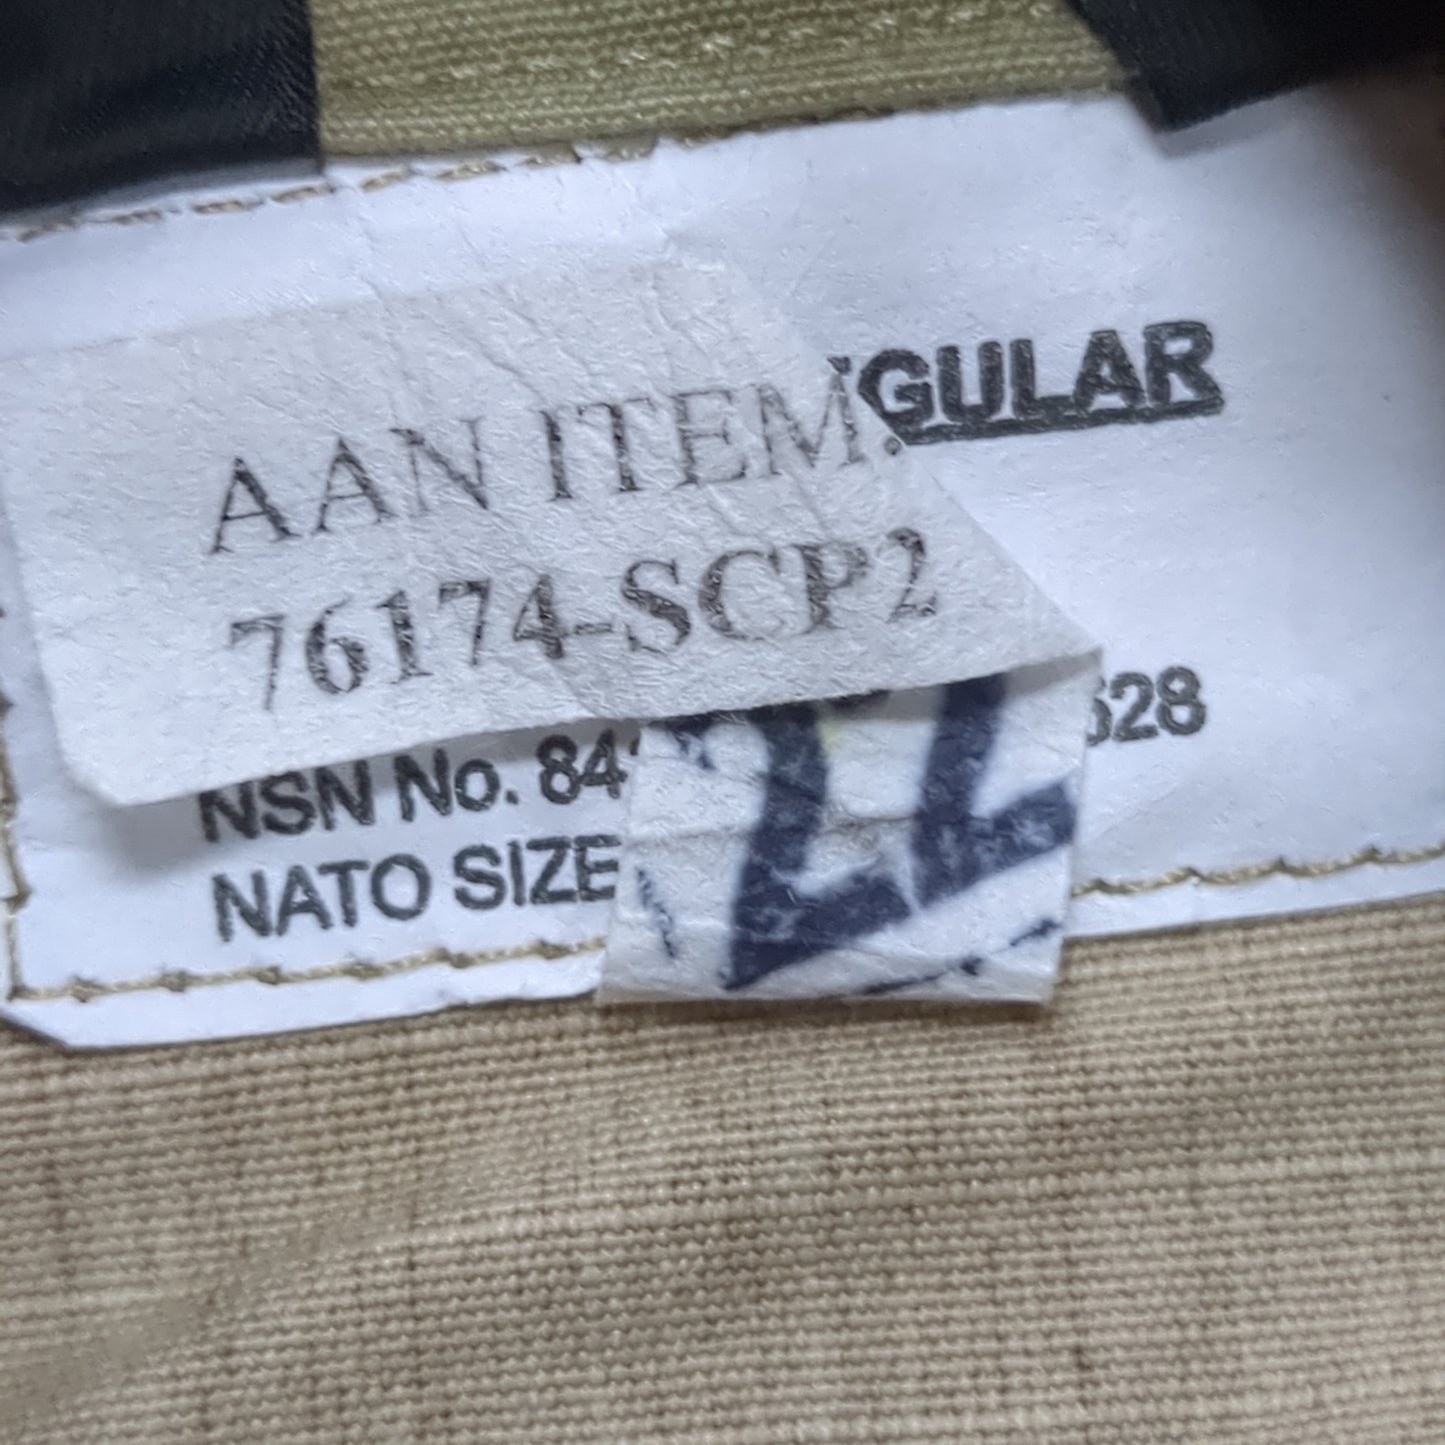 GULAR
AAN ITEM:
76174-SCP2
NSN No. 84 528
NATO SIZE